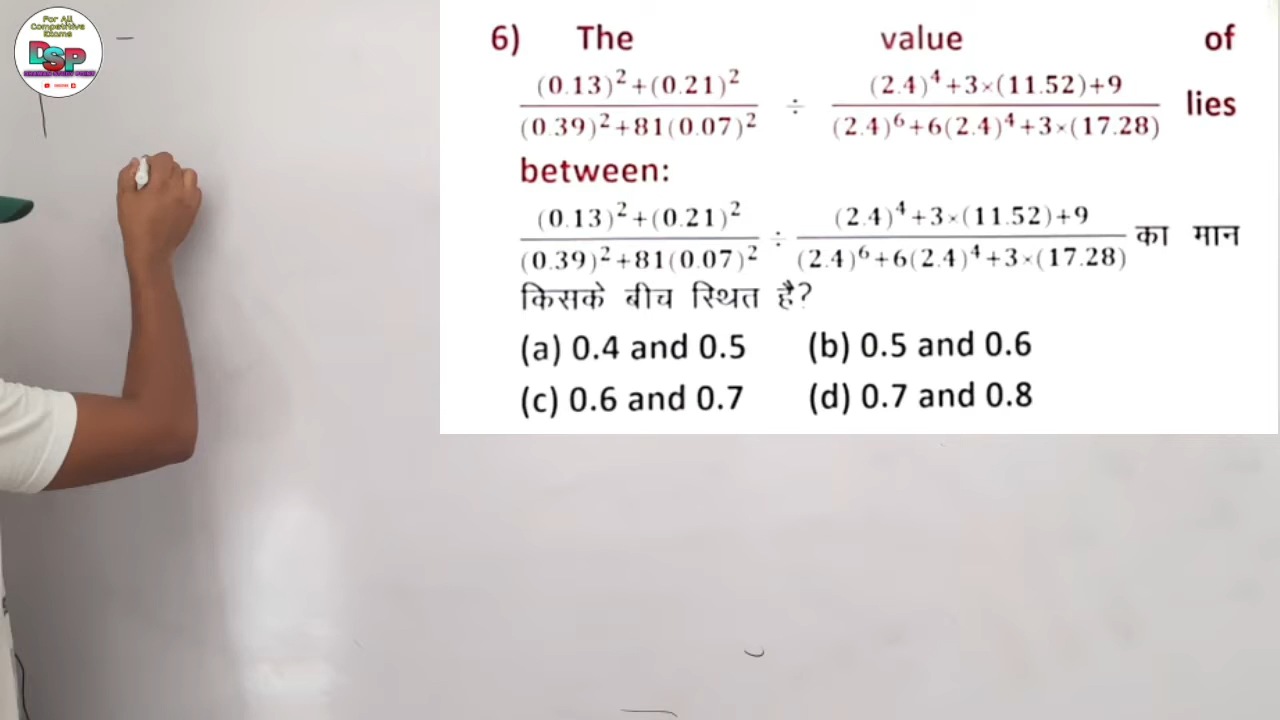 For All
Competitive
Exams
DSP
6) The value of
(0.13)²+(0.21)² / (0.39)²+81(0.07)² ÷ (2.4)⁴+3×(11.52)+9 / (2.4)⁶+6(2.4)⁴+3×(17.28) lies
between:
(0.13)²+(0.21)² / (0.39)²+81(0.07)² ÷ (2.4)⁴+3×(11.52)+9 / (2.4)⁶+6(2.4)⁴+3×(17.28) का मान
किसके बीच स्थित है?
(a) 0.4 and 0.5 (b) 0.5 and 0.6
(c) 0.6 and 0.7 (d) 0.7 and 0.8